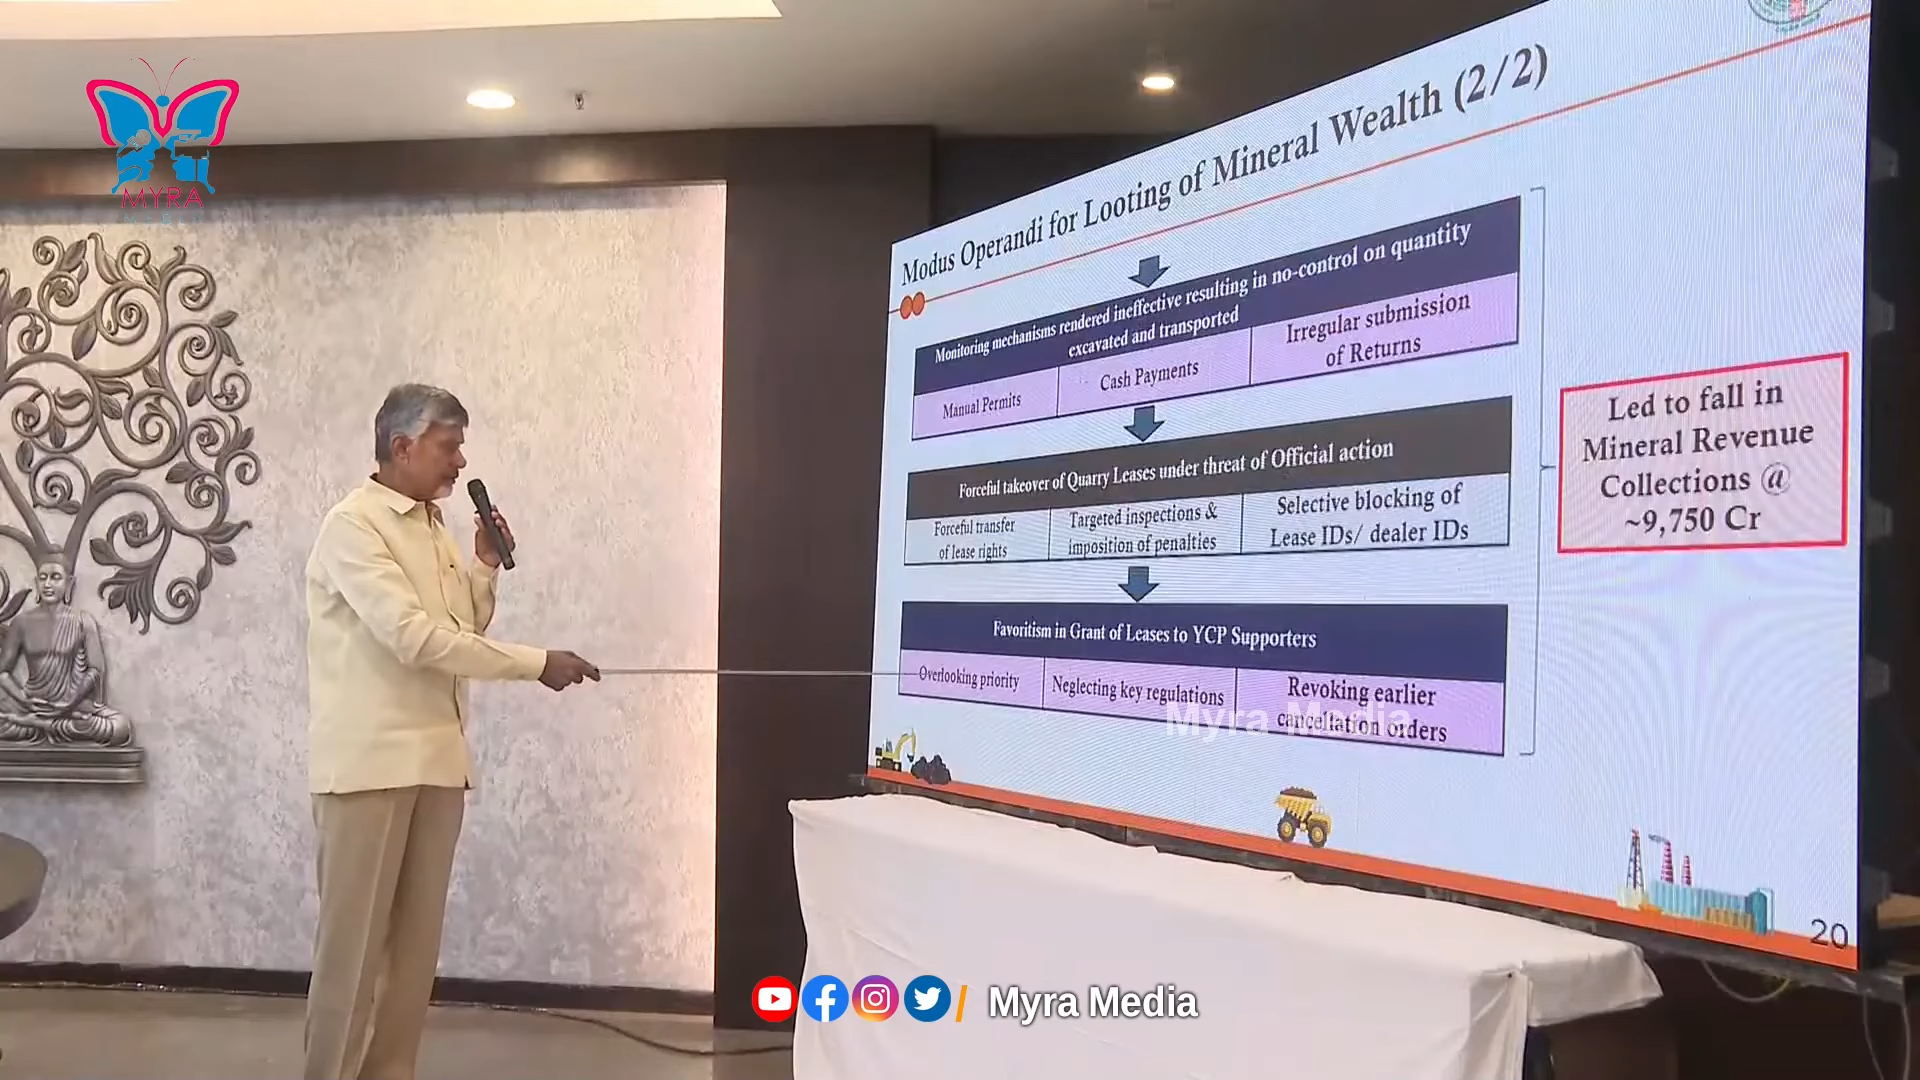 MYRA
Modus Operandi for Looting of Mineral Wealth (2/2)
Monitoring mechanisms rendered ineffective resulting in no-control on quantity
excavated and transported
Manual Permits
Cash Payments
Irregular submission
of Returns
Forceful takeover of Quarry Leases under threat of Official action
Forceful transfer
of lease rights
Targeted inspections &
imposition of penalties
Selective blocking of
Lease IDs/ dealer IDs
Favoritism in Grant of Leases to YCP Supporters
Overlooking priority
Neglecting key regulations
Revoking earlier
cancellation orders
Led to fall in
Mineral Revenue
Collections @
~9,750 Cr
Myra Media
20
/ Myra Media